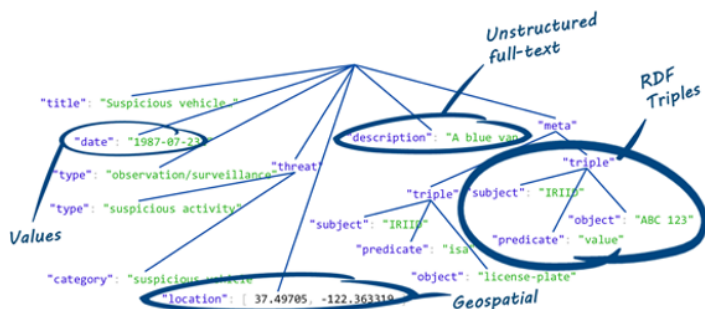 Unstructured
full-text
RDF
Triples
"title": "Suspicious vehicle…"
"date": "1987-07-23"
"description": "A blue van
"meta"
"type": "observation/surveillance"
"threat"
"triple"
"triple"
"subject": "IRIID"
"type": "suspicious activity"
"subject": "IRIID"
"object": "ABC 123"
Values
"predicate": "value"
"predicate": "isa"
"category": "suspicious vehicle
"object": "license-plate"
"location": [ 37.49705, -122.363319
Geospatial